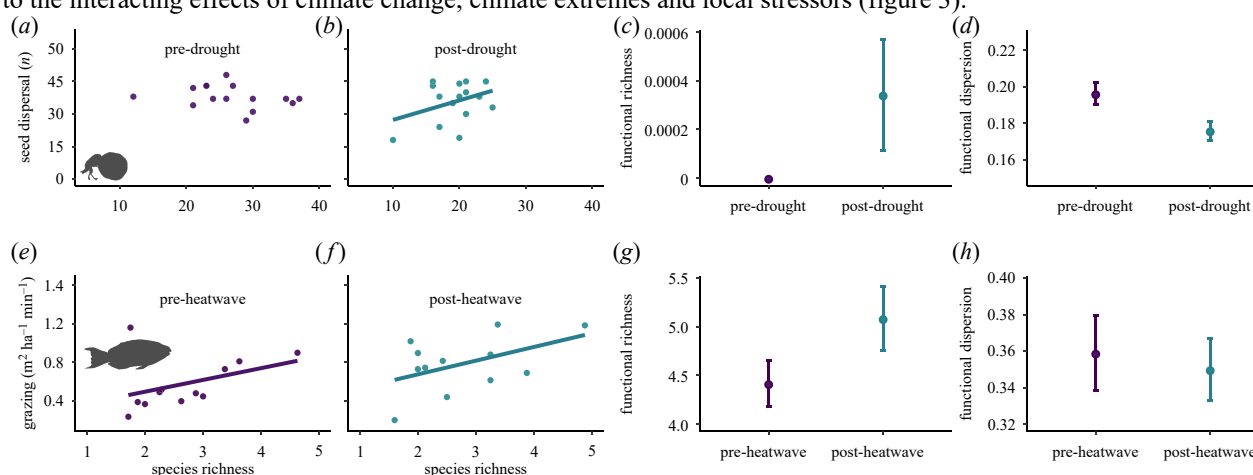 to the interacting effects of climate change, climate extremes and local stressors (figure 3).
(a) (b) (c) (d)
pre-drought post-drought
seed dispersal (n)
50
45
30
15
0
10 20 30 40
10 20 30 40
functional richness
0.0006
0.0004
0.0002
0
pre-drought post-drought
functional dispersion
0.22
0.20
0.18
0.16
pre-drought post-drought
(e) (f) (g) (h)
pre-heatwave post-heatwave
grazing (m² ha⁻¹ min⁻¹)
1.4
1.2
0.8
0.4
1 2 3 4 5
species richness
1 2 3 4 5
species richness
functional richness
5.5
5.0
4.5
4.0
pre-heatwave post-heatwave
functional dispersion
0.40
0.36
0.34
0.32
pre-heatwave post-heatwave